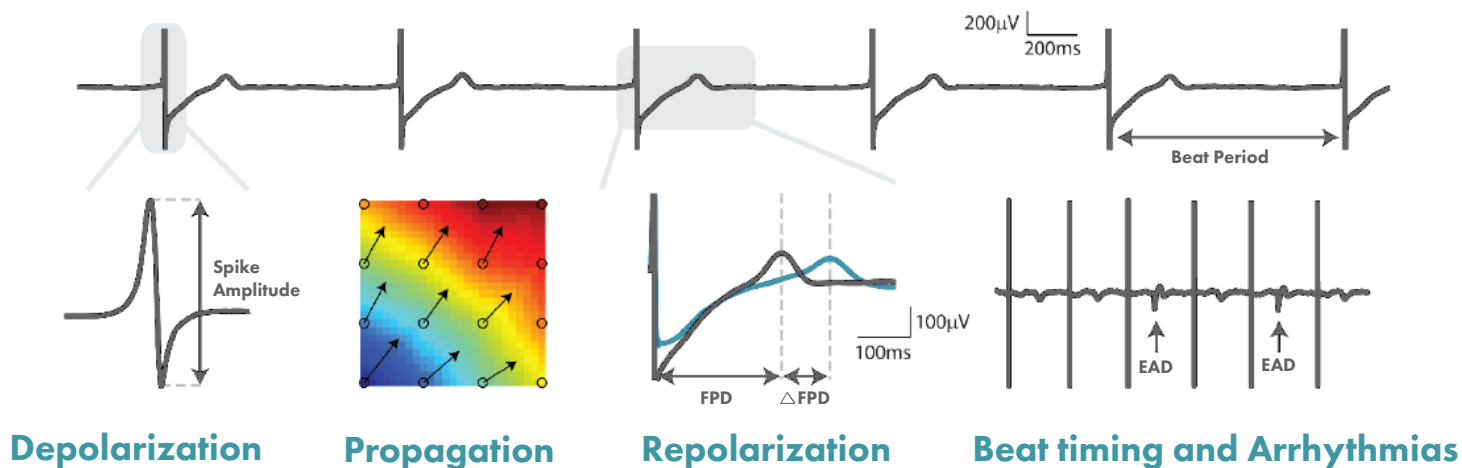 200μV
200ms
Beat Period
Spike
Amplitude
100μV
100ms
FPD
△FPD
EAD
EAD
Depolarization
Propagation
Repolarization
Beat timing and Arrhythmias